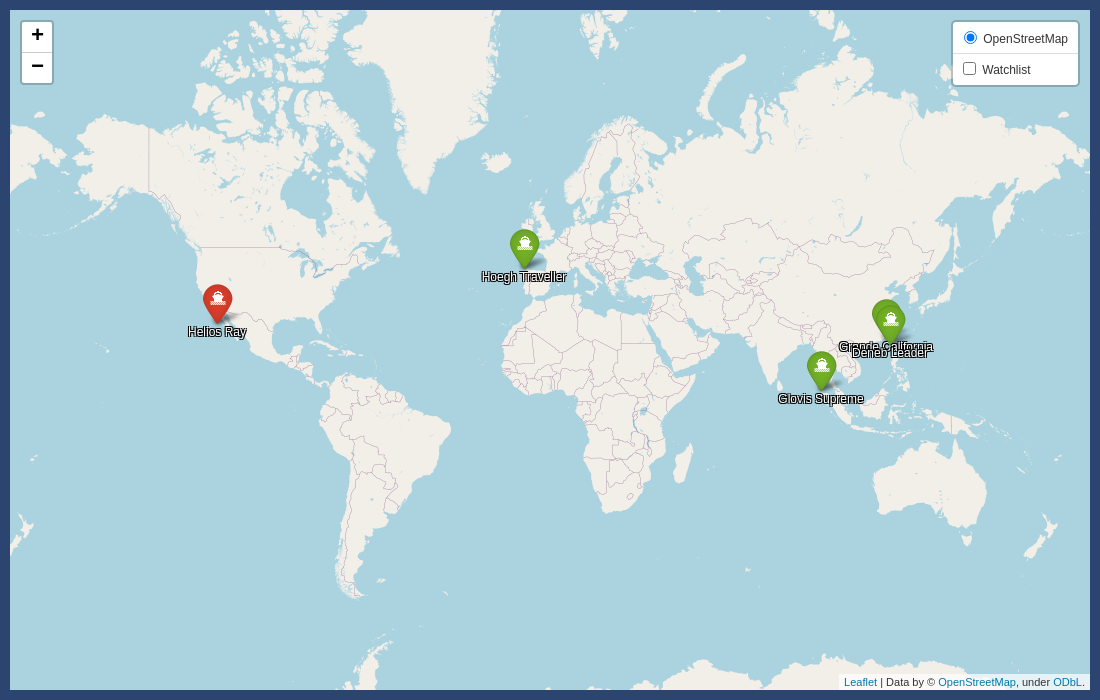 +
−
OpenStreetMap
Watchlist
Hoegh Traveller
Helios Ray
Grande California
Deneb Leader
Glovis Supreme
Leaflet | Data by © OpenStreetMap, under ODbL.